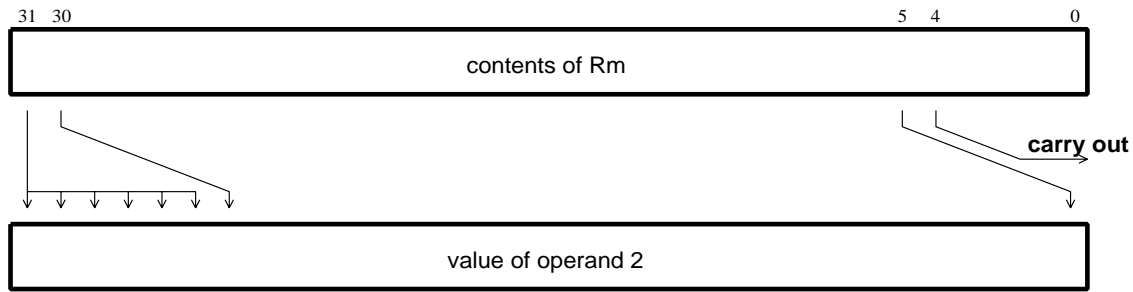 31 30 5 4 0
contents of Rm
carry out
value of operand 2